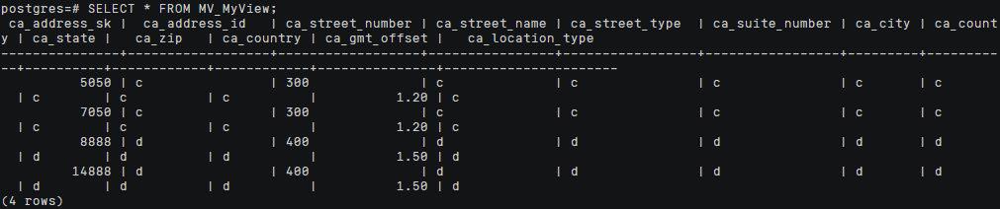 postgres=# SELECT * FROM MV_MyView;
 ca_address_sk |  ca_address_id   | ca_street_number | ca_street_name | ca_street_type  | ca_suite_number | ca_city | ca_count
y | ca_state |   ca_zip   | ca_country | ca_gmt_offset |   ca_location_type
---------------+------------------+------------------+----------------+-----------------+-----------------+---------+---------
--+----------+------------+------------+---------------+----------------------
          5050 | c                | 300              | c              | c               | c               | c       | c
  | c        | c          | c          |          1.20 | c
          7050 | c                | 300              | c              | c               | c               | c       | c
  | c        | c          | c          |          1.20 | c
          8888 | d                | 400              | d              | d               | d               | d       | d
  | d        | d          | d          |          1.50 | d
         14888 | d                | 400              | d              | d               | d               | d       | d
  | d        | d          | d          |          1.50 | d
(4 rows)